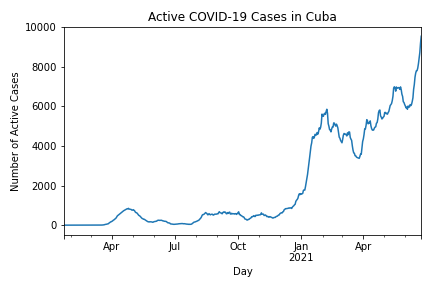 Active COVID-19 Cases in Cuba
10000
8000
6000
4000
2000
0
Number of Active Cases
Apr Jul Oct Jan Apr
2021
Day